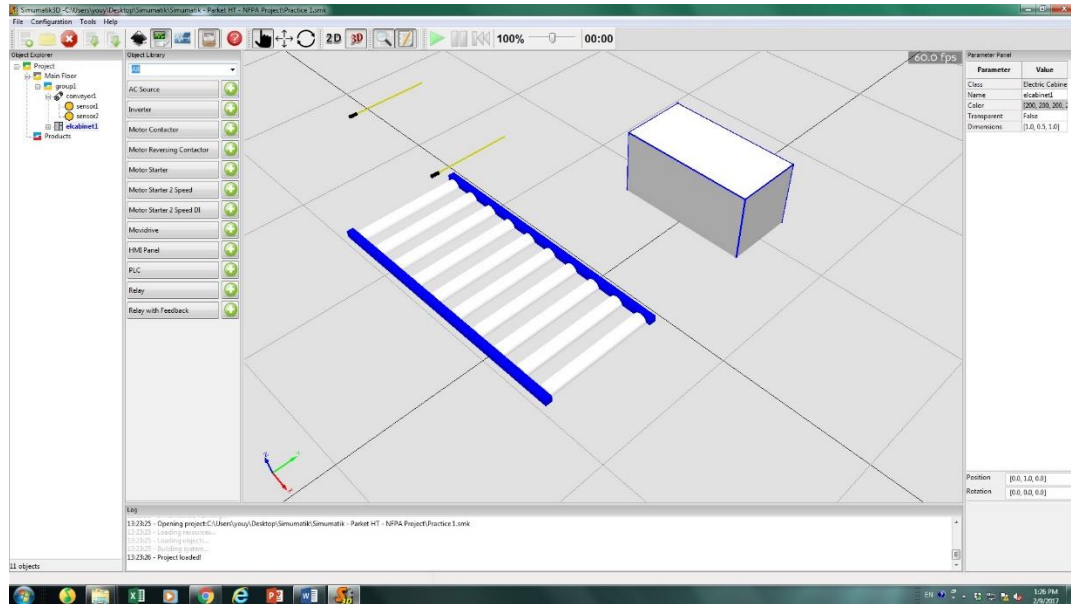 Simumatik3D -C:\Users\youy\Desktop\Simumatik\Simumatik - Parket HT - NFPA Project\Practice 1.smk
File Configuration Tools Help
2D 3D 100% 00:00
Object Explorer
Project
Main Floor
group1
conveyor1
sensor1
sensor2
elcabinet1
Products
11 objects
Object Library
All
AC Source
Inverter
Motor Contactor
Motor Reversing Contactor
Motor Starter
Motor Starter 2 Speed
Motor Starter 2 Speed DI
Movidrive
HMI Panel
PLC
Relay
Relay with Feedback
60.0 fps
Parameter Panel
Parameter Value
Class Electric Cabine
Name elcabinet1
Color [200, 200, 200, 2
Transparent False
Dimensions [1.0, 0.5, 1.0]
Position [0.0, 1.0, 0.0]
Rotation [0.0, 0.0, 0.0]
Log
13:23:25 - Opening project:C:\Users\youy\Desktop\Simumatik\Simumatik - Parket HT - NFPA Project\Practice 1.smk
13:23:25 - Loading resources...
13:23:25 - Loading objects...
13:23:25 - Building system...
13:23:26 - Project loaded!
EN
1:26 PM
2/9/2017